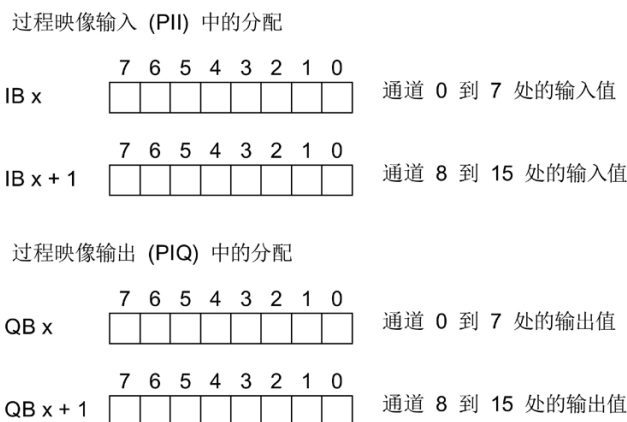 过程映像输入 (PII) 中的分配
7 6 5 4 3 2 1 0
IB x 通道 0 到 7 处的输入值
7 6 5 4 3 2 1 0
IB x + 1 通道 8 到 15 处的输入值
过程映像输出 (PIQ) 中的分配
7 6 5 4 3 2 1 0
QB x 通道 0 到 7 处的输出值
7 6 5 4 3 2 1 0
QB x + 1 通道 8 到 15 处的输出值